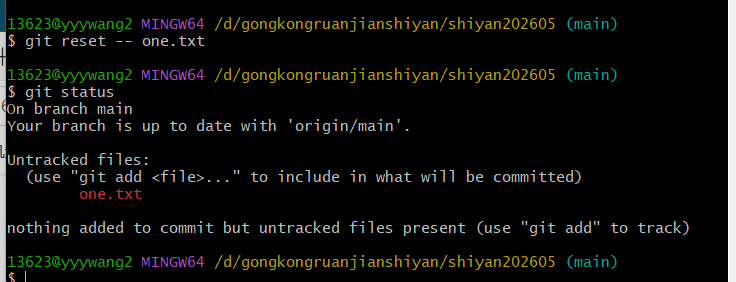 13623@yyywang2 MINGW64 /d/gongkongruanjianshiyan/shiyan202605 (main)
$ git reset -- one.txt
13623@yyywang2 MINGW64 /d/gongkongruanjianshiyan/shiyan202605 (main)
$ git status
On branch main
Your branch is up to date with 'origin/main'.
Untracked files:
  (use "git add <file>..." to include in what will be committed)
        one.txt
nothing added to commit but untracked files present (use "git add" to track)
13623@yyywang2 MINGW64 /d/gongkongruanjianshiyan/shiyan202605 (main)
$